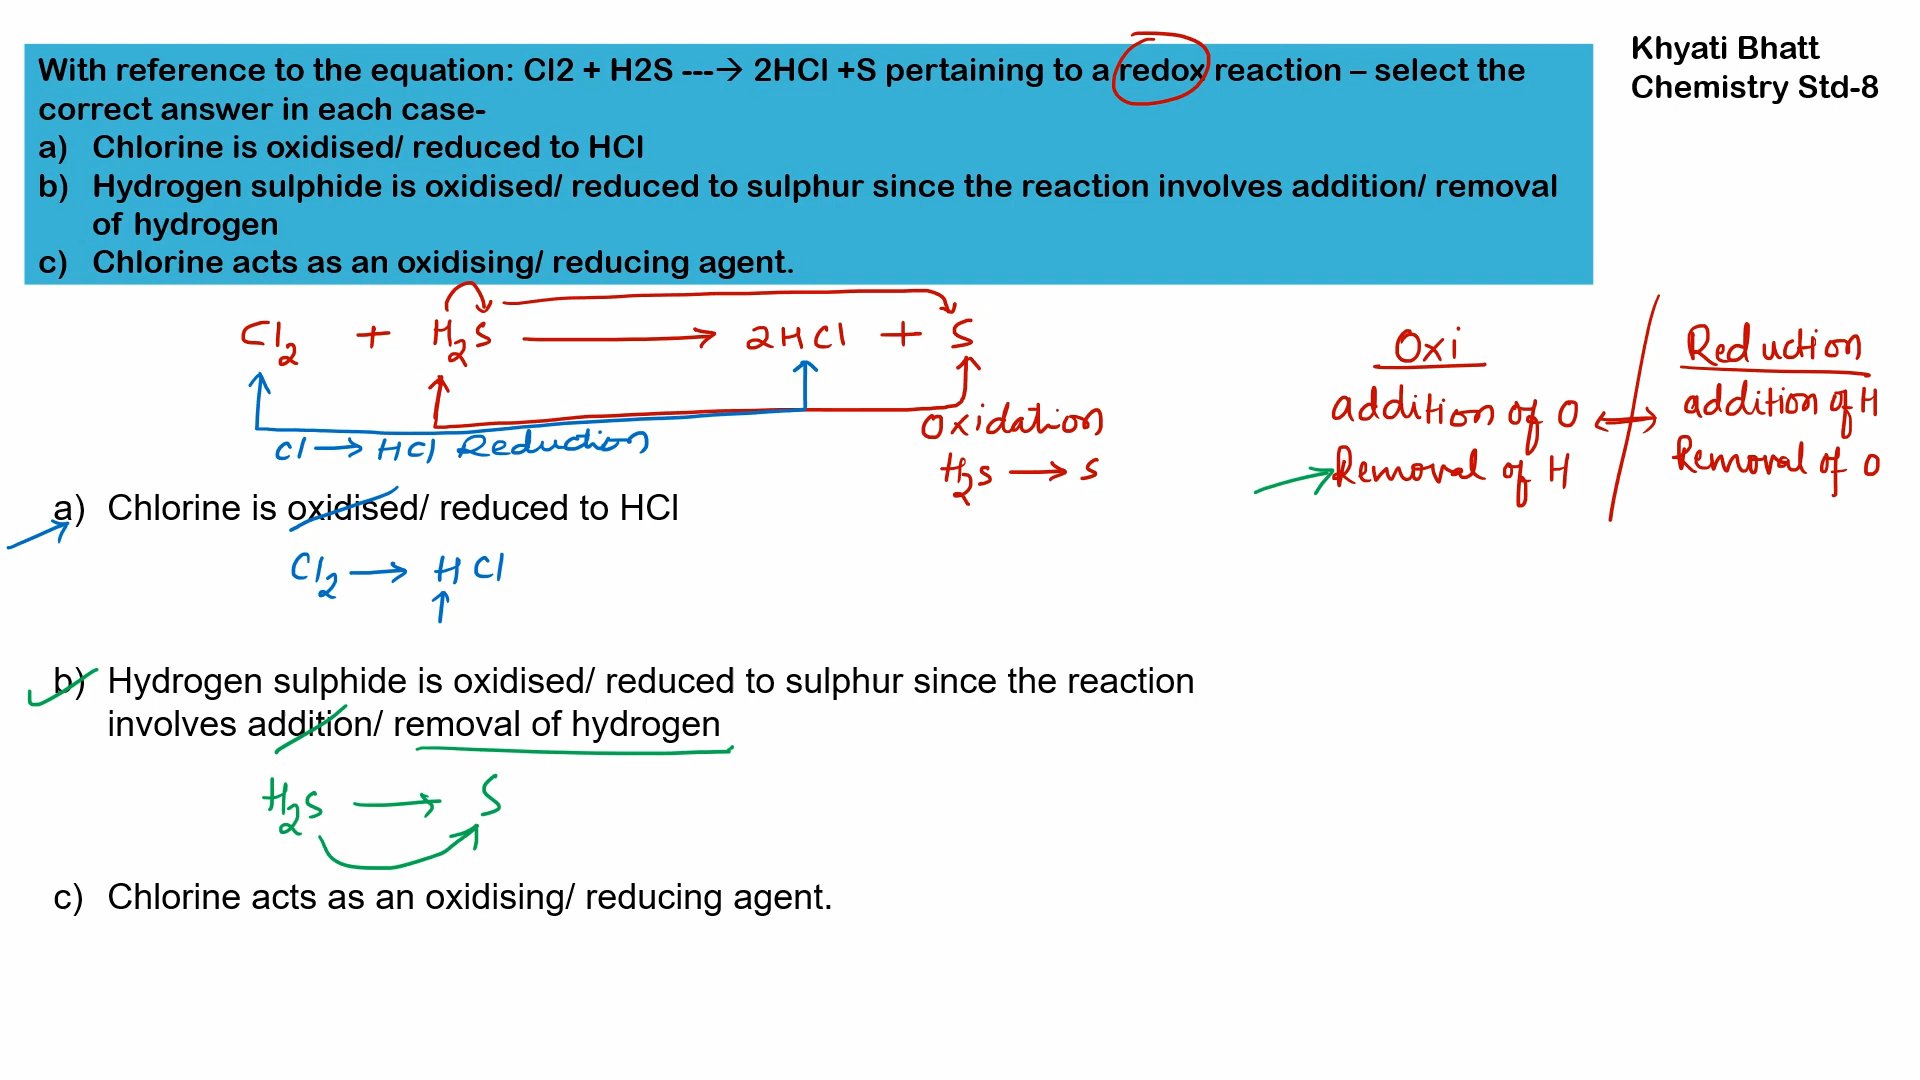 Khyati Bhatt
Chemistry Std-8
With reference to the equation: Cl2 + H2S ---→ 2HCl +S pertaining to a redox reaction – select the
correct answer in each case-
a) Chlorine is oxidised/ reduced to HCl
b) Hydrogen sulphide is oxidised/ reduced to sulphur since the reaction involves addition/ removal
of hydrogen
c) Chlorine acts as an oxidising/ reducing agent.
Cl₂ + H₂S → 2HCl + S
Oxidation
H₂S → S
Cl → HCl Reduction
Oxi
addition of O
Removal of H
Reduction
addition of H
Removal of O
a) Chlorine is oxidised/ reduced to HCl
Cl₂ → HCl
b) Hydrogen sulphide is oxidised/ reduced to sulphur since the reaction
involves addition/ removal of hydrogen
H₂S → S
c) Chlorine acts as an oxidising/ reducing agent.